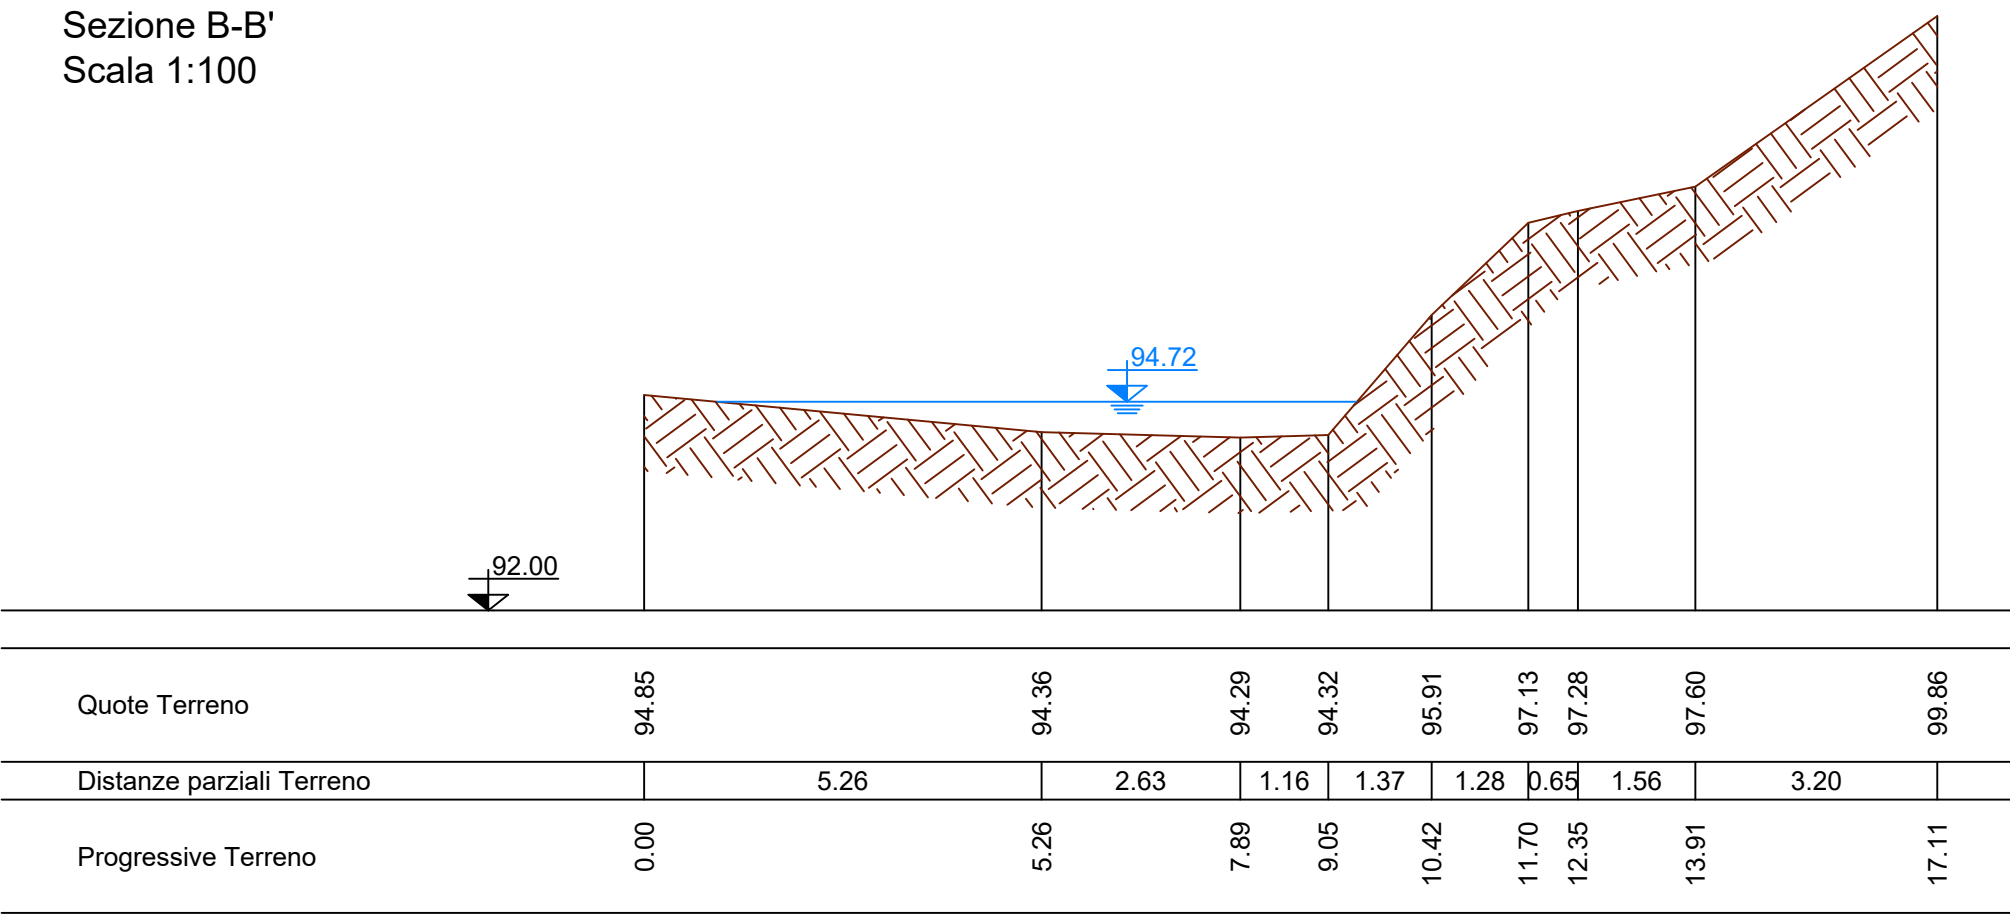 Sezione B-B'
Scala 1:100
94.72
92.00
Quote Terreno 94.85 94.36 94.29 94.32 95.91 97.13 97.28 97.60 99.86
Distanze parziali Terreno 5.26 2.63 1.16 1.37 1.28 0.65 1.56 3.20
Progressive Terreno 0.00 5.26 7.89 9.05 10.42 11.70 12.35 13.91 17.11